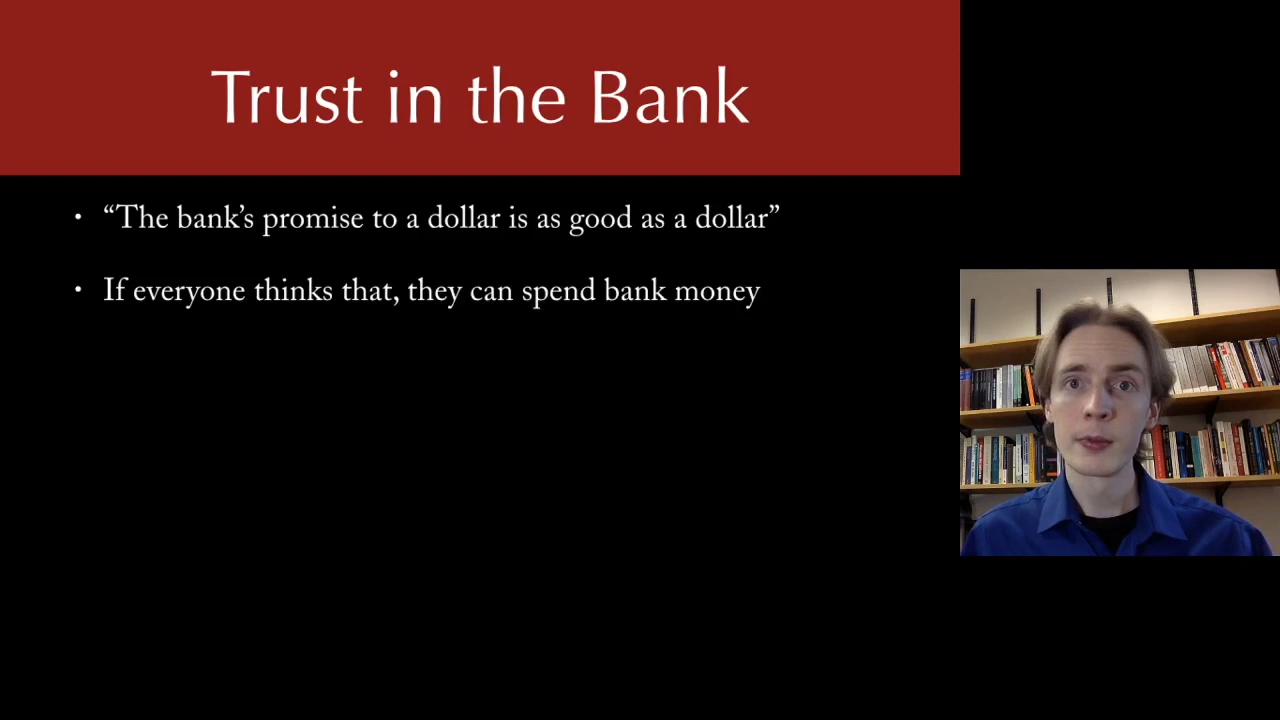 Trust in the Bank
• “The bank’s promise to a dollar is as good as a dollar”
• If everyone thinks that, they can spend bank money